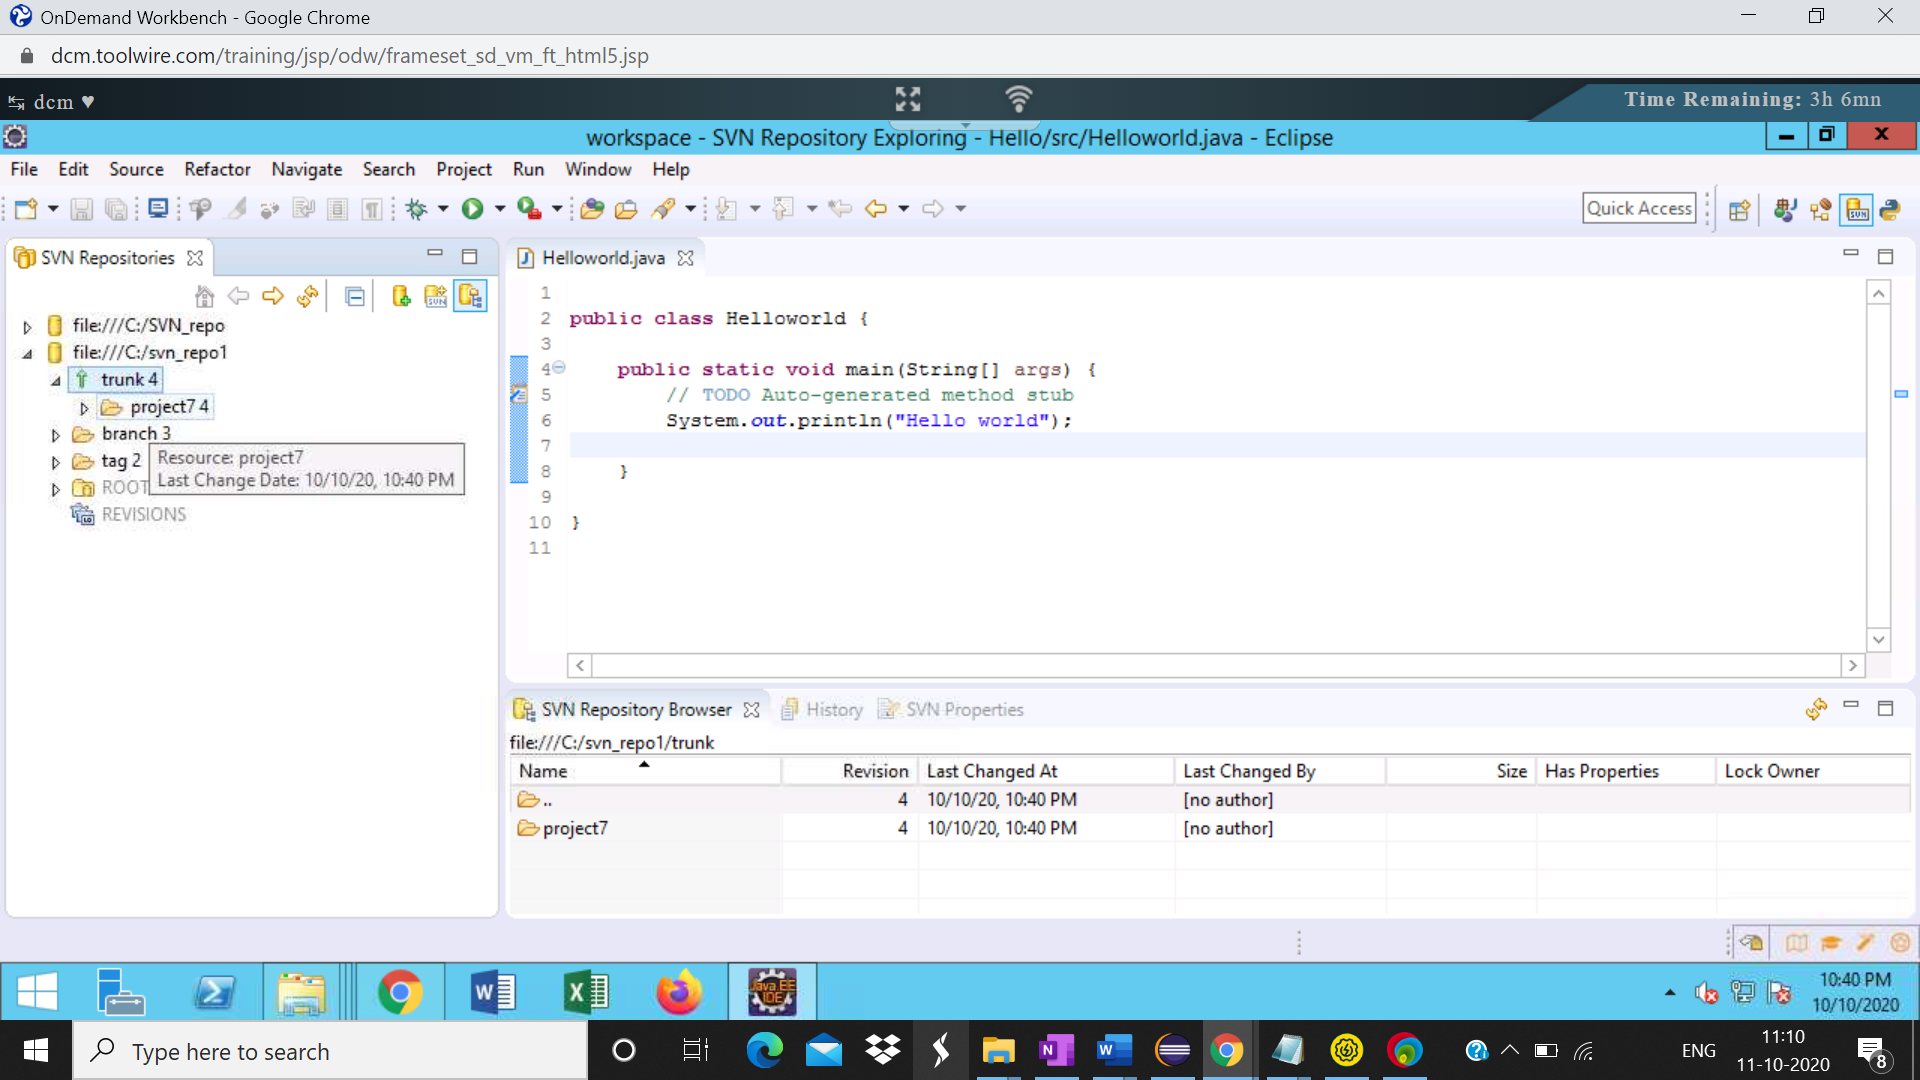 OnDemand Workbench - Google Chrome
dcm.toolwire.com/training/jsp/odw/frameset_sd_vm_ft_html5.jsp
dcm ♥
Time Remaining: 3h 6mn
workspace - SVN Repository Exploring - Hello/src/Helloworld.java - Eclipse
File Edit Source Refactor Navigate Search Project Run Window Help
Quick Access
SVN Repositories
file:///C:/SVN_repo
file:///C:/svn_repo1
trunk 4
project7 4
branch 3
tag 2
ROOT
REVISIONS
Resource: project7
Last Change Date: 10/10/20, 10:40 PM
Helloworld.java
1
2 public class Helloworld {
3
4 public static void main(String[] args) {
5 // TODO Auto-generated method stub
6 System.out.println("Hello world");
7
8 }
9
10 }
11
SVN Repository Browser History SVN Properties
file:///C:/svn_repo1/trunk
Name Revision Last Changed At Last Changed By Size Has Properties Lock Owner
.. 4 10/10/20, 10:40 PM [no author]
project7 4 10/10/20, 10:40 PM [no author]
Java EE
IDE
10:40 PM
10/10/2020
Type here to search
ENG
11:10
11-10-2020
8